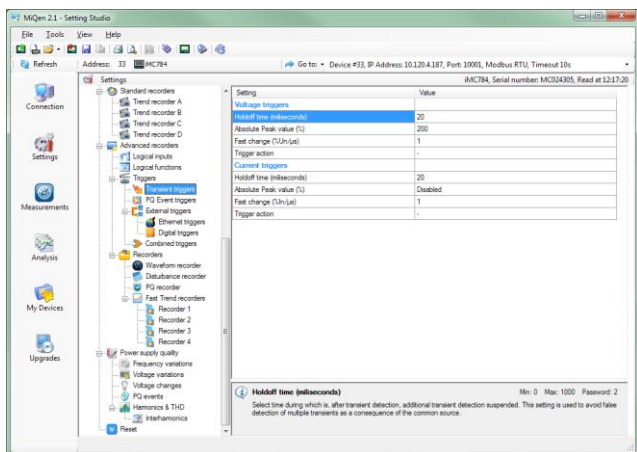 MiQen 2.1 - Setting Studio
File Tools View Help
Refresh Address: 33 iMC784 Go to: Device #33, IP Address: 10.120.4.187, Port: 10001, Modbus RTU, Timeout 10s
Settings iMC784, Serial number: MC024305, Read at 12:17:20
Connection
Settings
Measurements
Analysis
My Devices
Upgrades
Standard recorders
Trend recorder A
Trend recorder B
Trend recorder C
Trend recorder D
Advanced recorders
Logical inputs
Logical functions
Triggers
Transient triggers
PQ Event triggers
External triggers
Ethernet triggers
Digital triggers
Combined triggers
Recorders
Waveform recorder
Disturbance recorder
PQ recorder
Fast Trend recorders
Recorder 1
Recorder 2
Recorder 3
Recorder 4
Power supply quality
Frequency variations
Voltage variations
Voltage changes
PQ events
Harmonics & THD
Interhamonics
Reset
Setting Value
Voltage triggers
Holdoff time (miliseconds) 20
Absolute Peak value (%) 200
Fast change (%Un/µs) 1
Trigger action -
Current triggers
Holdoff time (miliseconds) 20
Absolute Peak value (%) Disabled
Fast change (%In/µs) 1
Trigger action -
Holdoff time (miliseconds) Min: 0 Max: 1000 Password: 2
Select time during which is, after transient detection, additional transient detection suspended. This setting is used to avoid false
detection of multiple transients as a consequence of the common source.